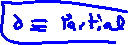 ∂ ≡ Partial